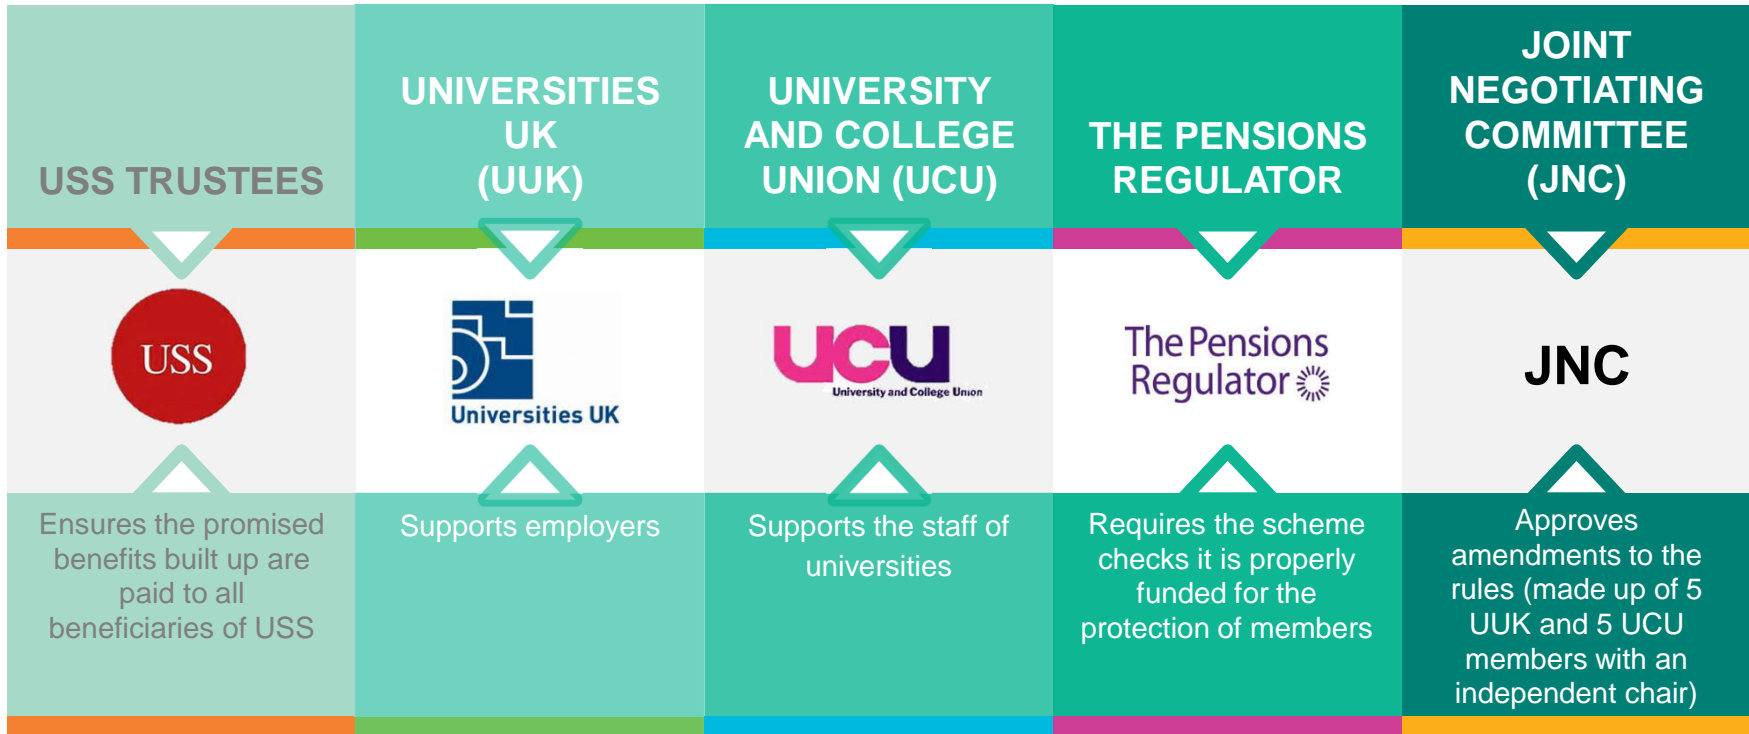 USS TRUSTEES
UNIVERSITIES
UK
(UUK)
UNIVERSITY
AND COLLEGE
UNION (UCU)
THE PENSIONS
REGULATOR
JOINT
NEGOTIATING
COMMITTEE
(JNC)
USS
Universities UK
UCU
University and College Union
The Pensions
Regulator
JNC
Ensures the promised
benefits built up are
paid to all
beneficiaries of USS
Supports employers
Supports the staff of
universities
Requires the scheme
checks it is properly
funded for the
protection of members
Approves
amendments to the
rules (made up of 5
UUK and 5 UCU
members with an
independent chair)